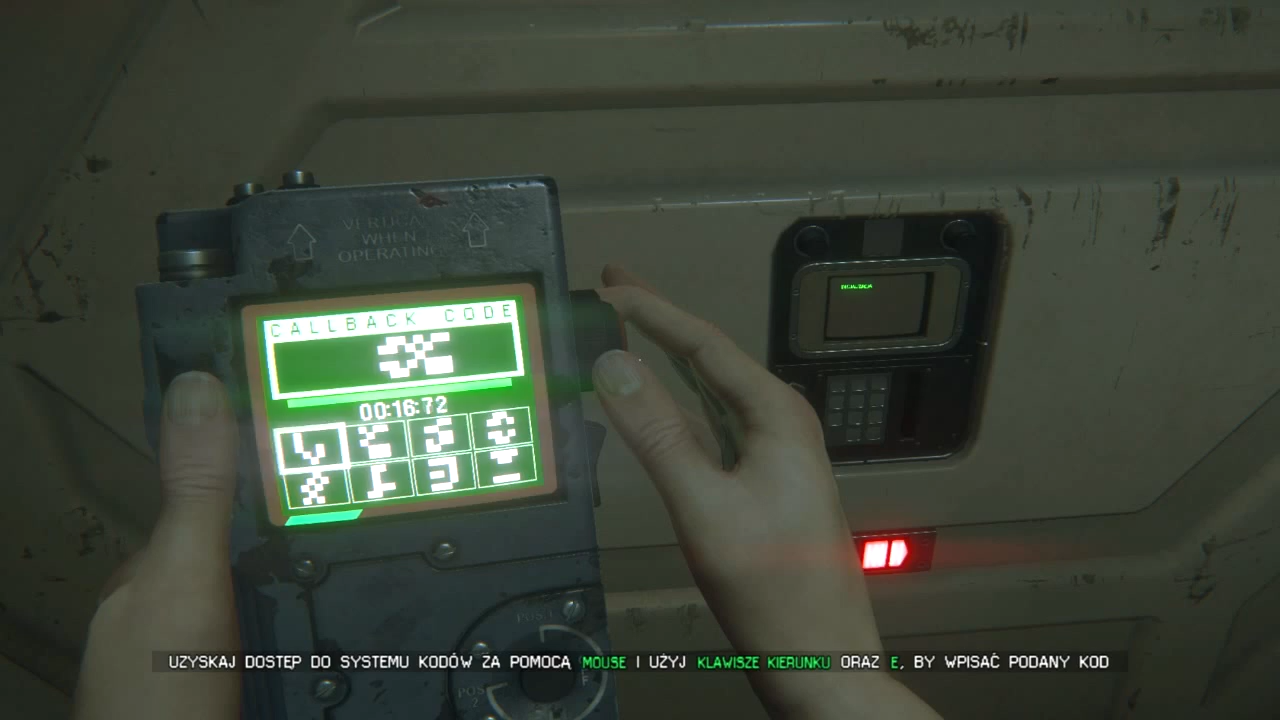 VERTICAL
WHEN
OPERATING
CALLBACK CODE
00:16:72
UZYSKAJ DOSTĘP DO SYSTEMU KODÓW ZA POMOCĄ MOUSE I UŻYJ KLAWISZE KIERUNKU ORAZ E, BY WPISAĆ PODANY KOD